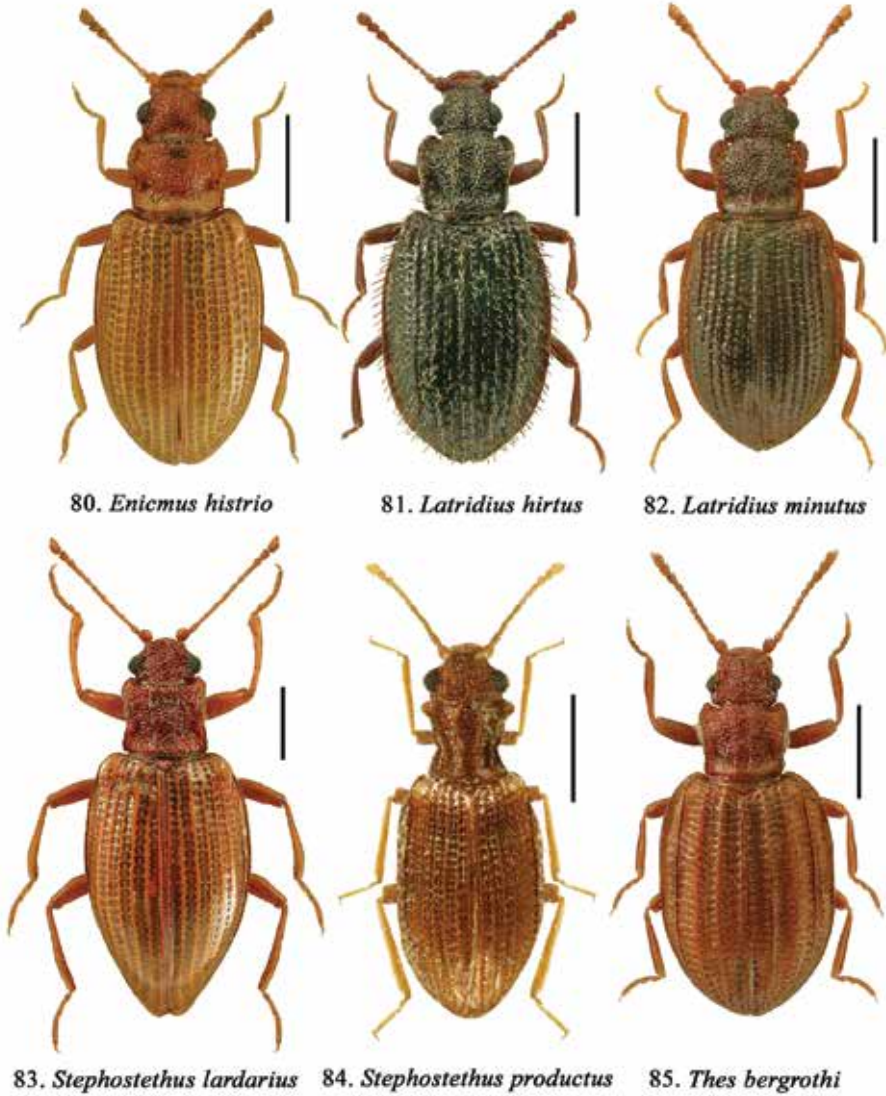 80. Enicmus histrio
81. Latridius hirtus
82. Latridius minutus
83. Stephostethus lardarius
84. Stephostethus productus
85. Thes bergrothi